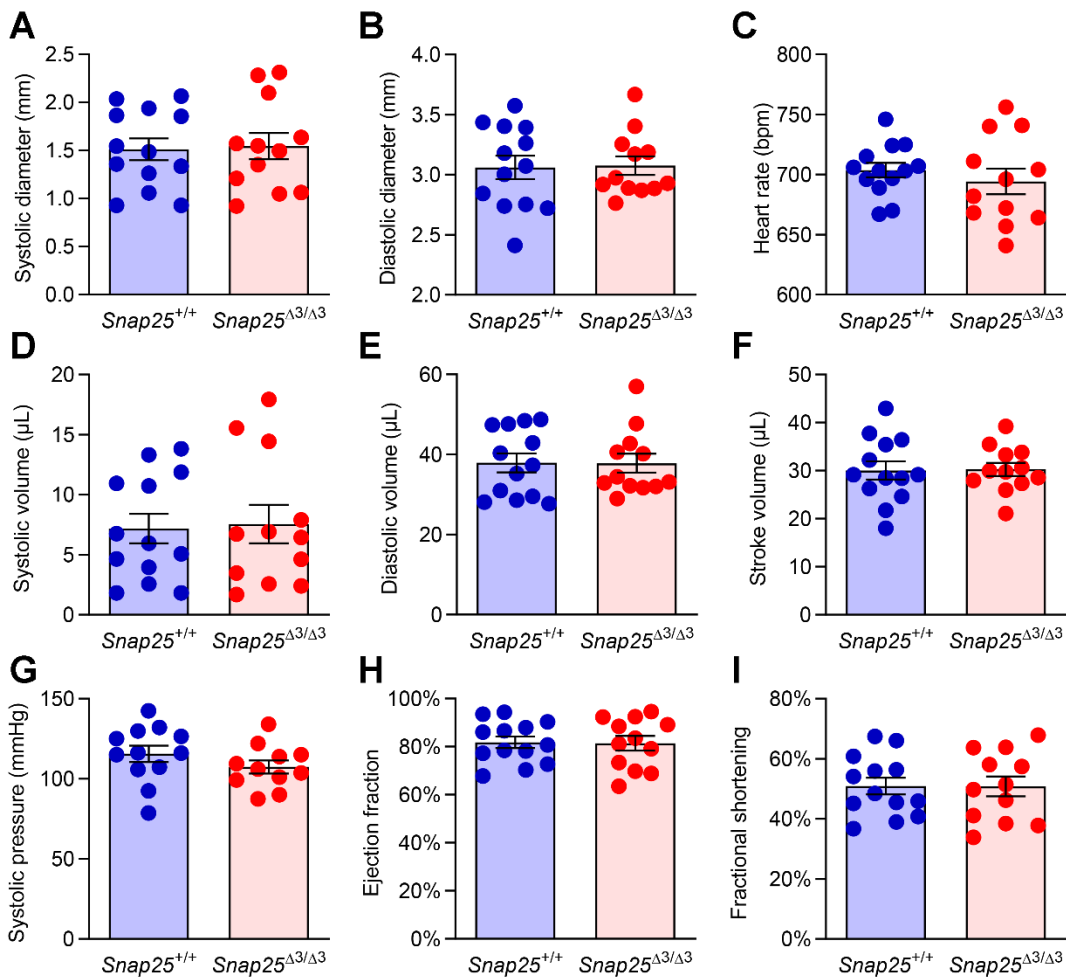 A
B
C
Systolic diameter (mm)
2.5
2.0
1.5
1.0
0.5
0.0
Snap25+/+ Snap25Δ3/Δ3
Diastolic diameter (mm)
4.0
3.5
3.0
2.5
2.0
Snap25+/+ Snap25Δ3/Δ3
Heart rate (bpm)
800
750
700
650
600
Snap25+/+ Snap25Δ3/Δ3
D
E
F
Systolic volume (µL)
20
15
10
5
0
Snap25+/+ Snap25Δ3/Δ3
Diastolic volume (µL)
60
40
20
0
Snap25+/+ Snap25Δ3/Δ3
Stroke volume (µL)
50
40
30
20
10
0
Snap25+/+ Snap25Δ3/Δ3
G
H
I
Systolic pressure (mmHg)
150
100
50
0
Snap25+/+ Snap25Δ3/Δ3
Ejection fraction
100%
80%
60%
40%
20%
0%
Snap25+/+ Snap25Δ3/Δ3
Fractional shortening
80%
60%
40%
20%
0%
Snap25+/+ Snap25Δ3/Δ3